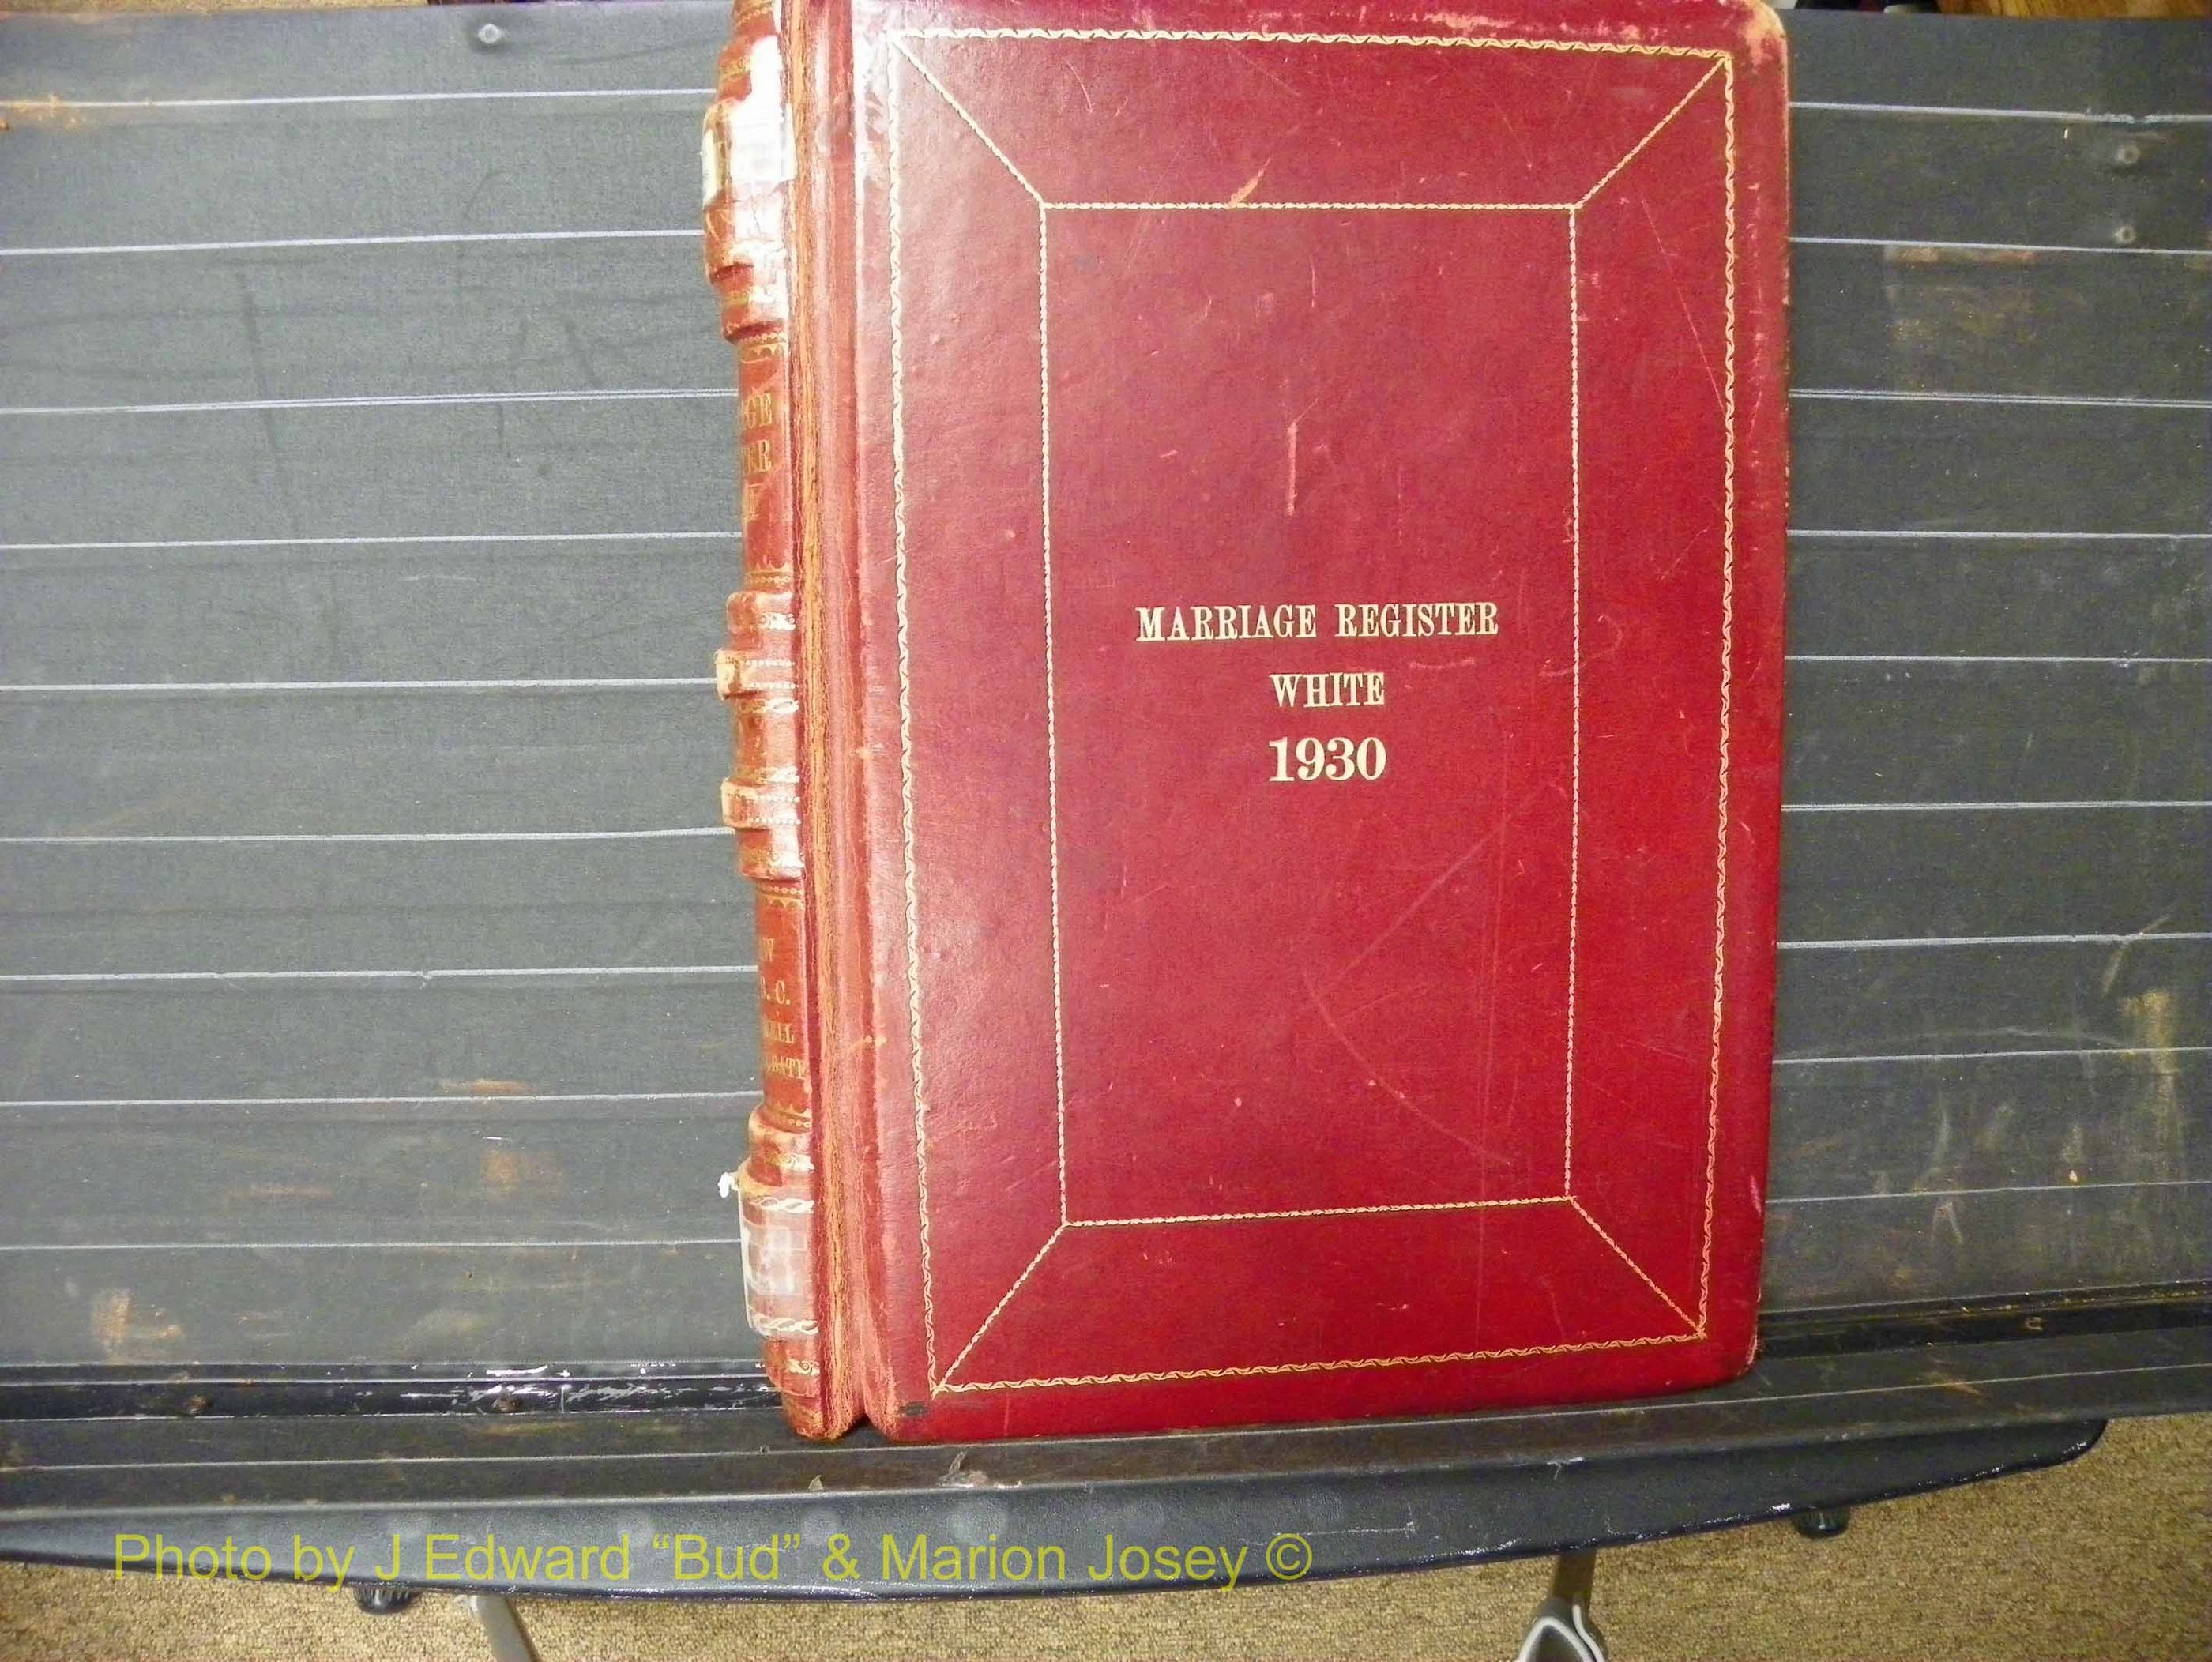 MARRIAGE REGISTER
WHITE
1930
Photo by J Edward “Bud” & Marion Josey ©